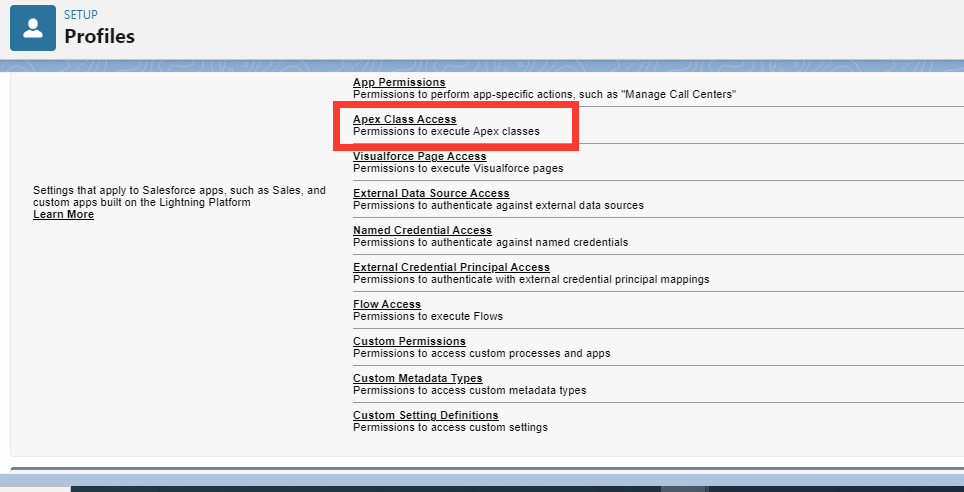 SETUP
Profiles
App Permissions
Permissions to perform app-specific actions, such as "Manage Call Centers"
Apex Class Access
Permissions to execute Apex classes
Visualforce Page Access
Permissions to execute Visualforce pages
Settings that apply to Salesforce apps, such as Sales, and
custom apps built on the Lightning Platform
Learn More
External Data Source Access
Permissions to authenticate against external data sources
Named Credential Access
Permissions to authenticate against named credentials
External Credential Principal Access
Permissions to authenticate with external credential principal mappings
Flow Access
Permissions to execute Flows
Custom Permissions
Permissions to access custom processes and apps
Custom Metadata Types
Permissions to access custom metadata types
Custom Setting Definitions
Permissions to access custom settings